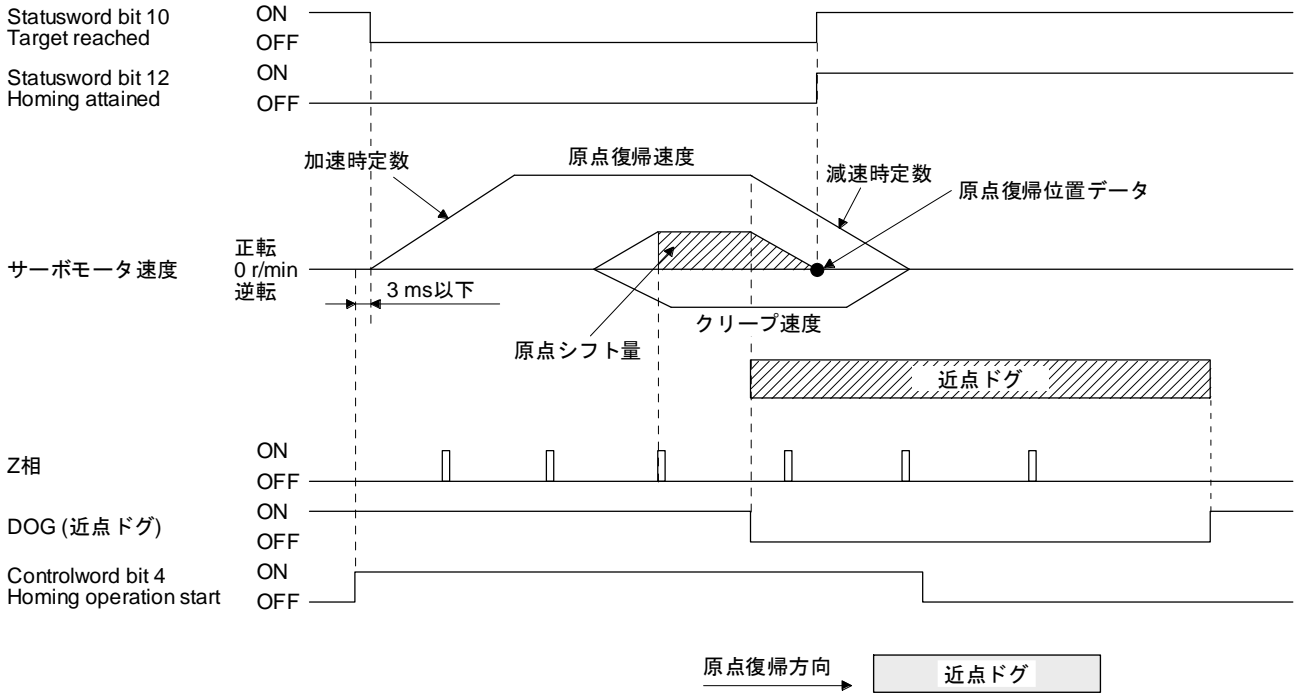 Statusword bit 10
Target reached
ON
OFF
Statusword bit 12
Homing attained
ON
OFF
加速時定数
原点復帰速度
減速時定数
原点復帰位置データ
サーボモータ速度
正転
0 r/min
逆転
3 ms以下
クリープ速度
原点シフト量
近点ドグ
Z相
ON
OFF
DOG (近点ドグ)
ON
OFF
Controlword bit 4
Homing operation start
ON
OFF
原点復帰方向
近点ドグ